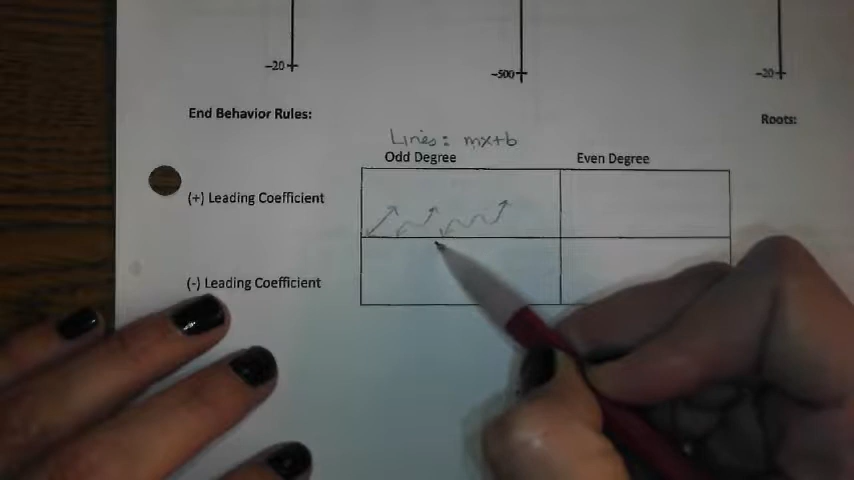 -20
-500
-20
End Behavior Rules:
Roots:
Lines: mx+b
Odd Degree
Even Degree
(+) Leading Coefficient
(-) Leading Coefficient